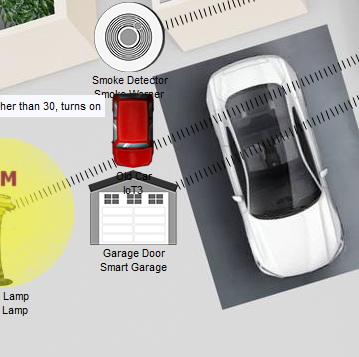 Smoke Detector
Smoke Warner
her than 30, turns on
M
Old Car
IoT3
Garage Door
Smart Garage
Lamp
Lamp